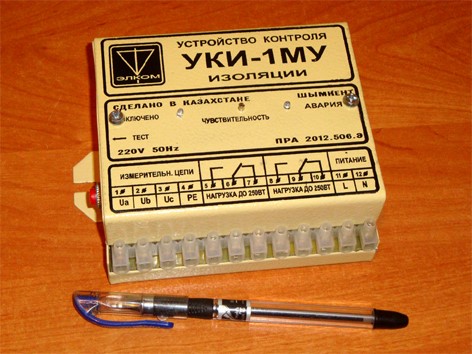 УСТРОЙСТВО КОНТРОЛЯ
УКИ-1МУ
ИЗОЛЯЦИИ
ЭЛКОМ
СДЕЛАНО В КАЗАХСТАНЕ ШЫМКЕНТ
ВКЛЮЧЕНО ЧУВСТВИТЕЛЬНОСТЬ АВАРИЯ
ТЕСТ
220V 50Hz ПРА 2012.506.Э
ИЗМЕРИТЕЛЬН. ЦЕПИ ПИТАНИЕ
1 2 3 4 5 6 7 8 9 10 11 12
Ua Ub Uc PE НАГРУЗКА ДО 250ВТ НАГРУЗКА ДО 250ВТ L N